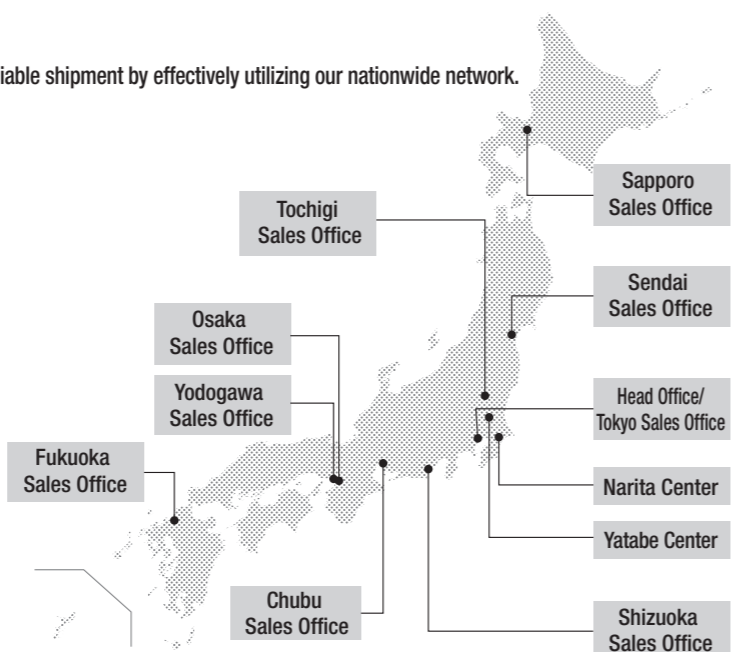 iable shipment by effectively utilizing our nationwide network.
Sapporo
Sales Office
Tochigi
Sales Office
Sendai
Sales Office
Osaka
Sales Office
Yodogawa
Sales Office
Head Office/
Tokyo Sales Office
Fukuoka
Sales Office
Narita Center
Yatabe Center
Chubu
Sales Office
Shizuoka
Sales Office